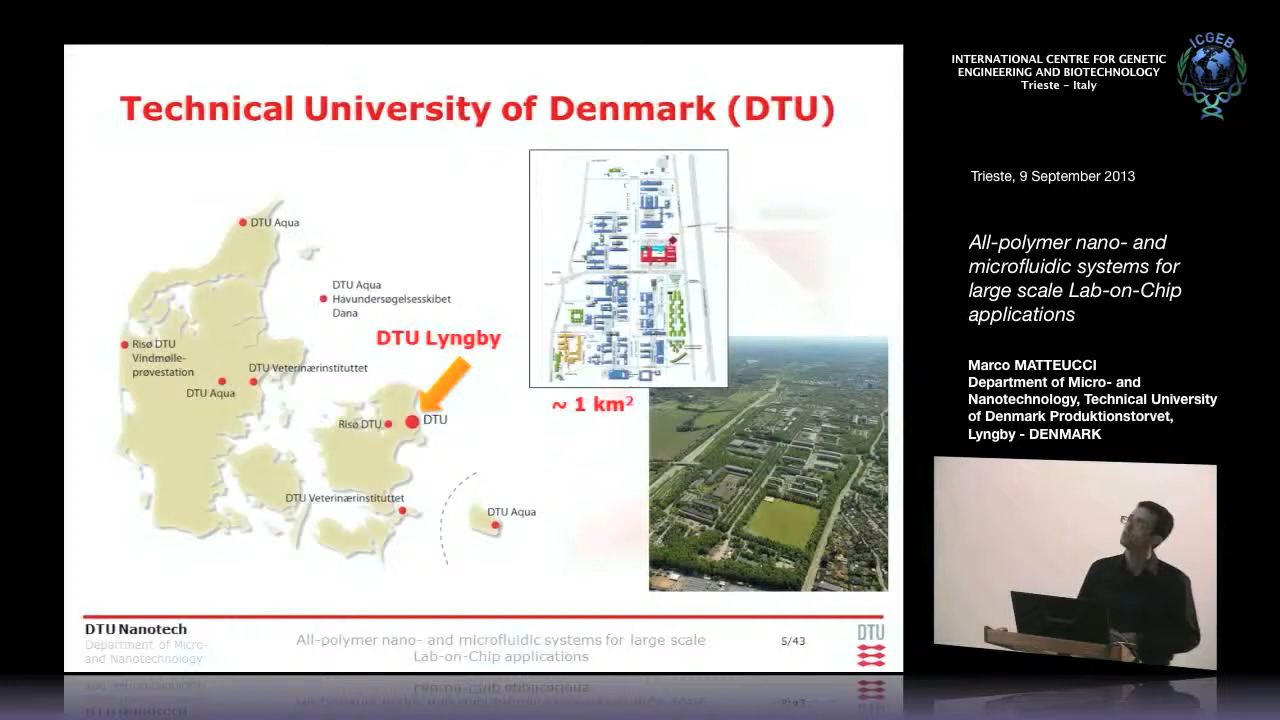 Technical University of Denmark (DTU)
DTU Aqua
DTU Aqua
Havundersøgelsesskibet
Dana
DTU Lyngby
Risø DTU
Vindmølle-
prøvestation
DTU Veterinærinstituttet
DTU Aqua
~ 1 km²
Risø DTU
DTU
DTU Veterinærinstituttet
DTU Aqua
DTU Nanotech
Department of Micro-
and Nanotechnology
All-polymer nano- and microfluidic systems for large scale
Lab-on-Chip applications
5/43
DTU
INTERNATIONAL CENTRE FOR GENETIC
ENGINEERING AND BIOTECHNOLOGY
Trieste – Italy
ICGEB
Trieste, 9 September 2013
All-polymer nano- and
microfluidic systems for
large scale Lab-on-Chip
applications
Marco MATTEUCCI
Department of Micro- and
Nanotechnology, Technical University
of Denmark Produktionstorvet,
Lyngby - DENMARK